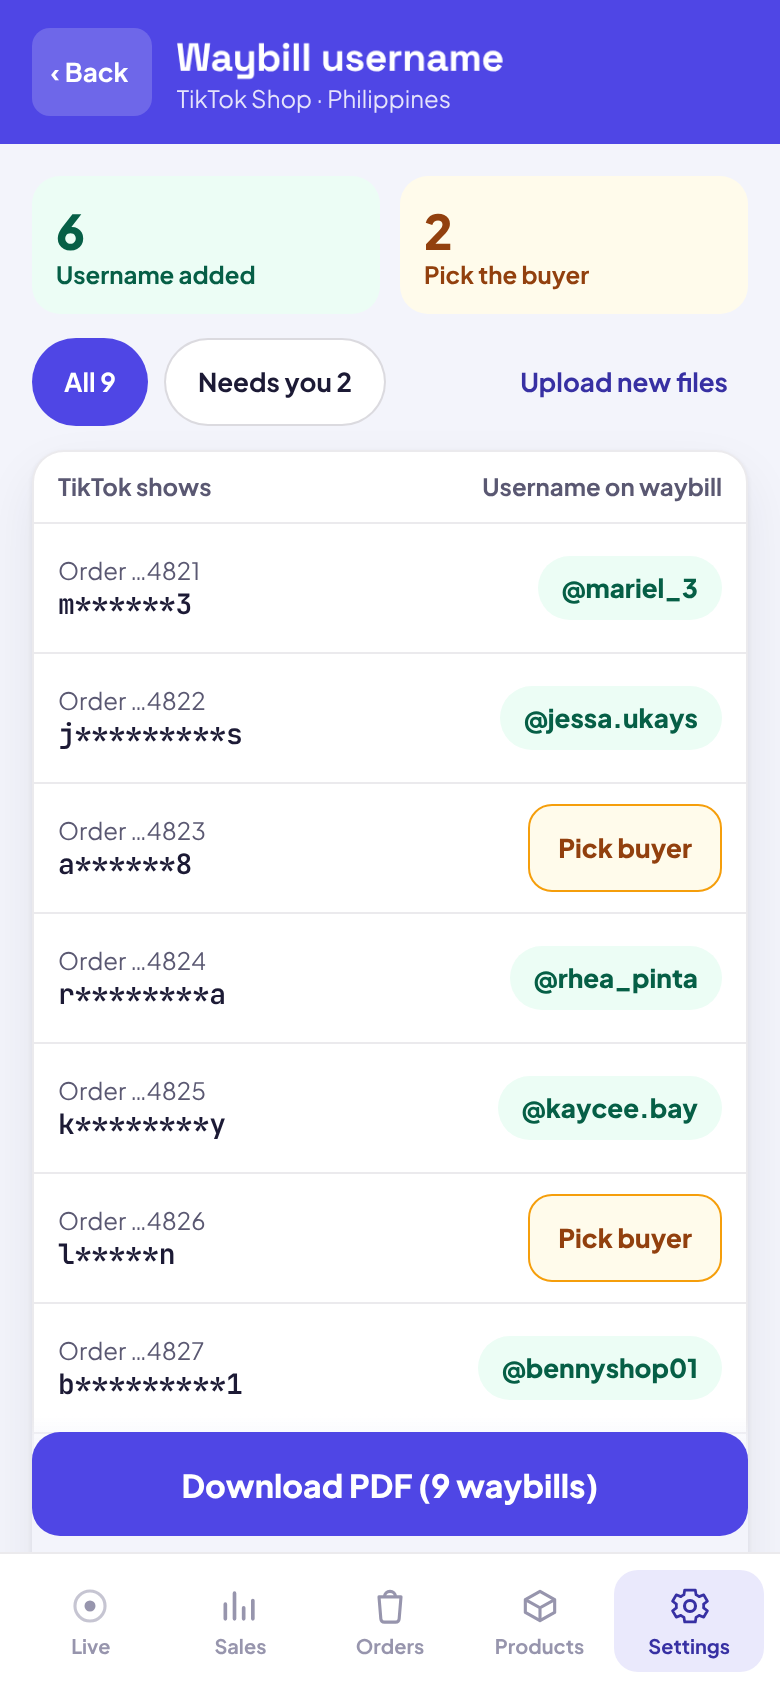 ‹ Back
Waybill username
TikTok Shop · Philippines
6
Username added
2
Pick the buyer
All 9
Needs you 2
Upload new files
TikTok shows
Username on waybill
Order ...4821
m******3
@mariel_3
Order ...4822
j*********s
@jessa.ukays
Order ...4823
a******8
Pick buyer
Order ...4824
r********a
@rhea_pinta
Order ...4825
k********y
@kaycee.bay
Order ...4826
l*****n
Pick buyer
Order ...4827
b*********1
@bennyshop01
Download PDF (9 waybills)
Live
Sales
Orders
Products
Settings